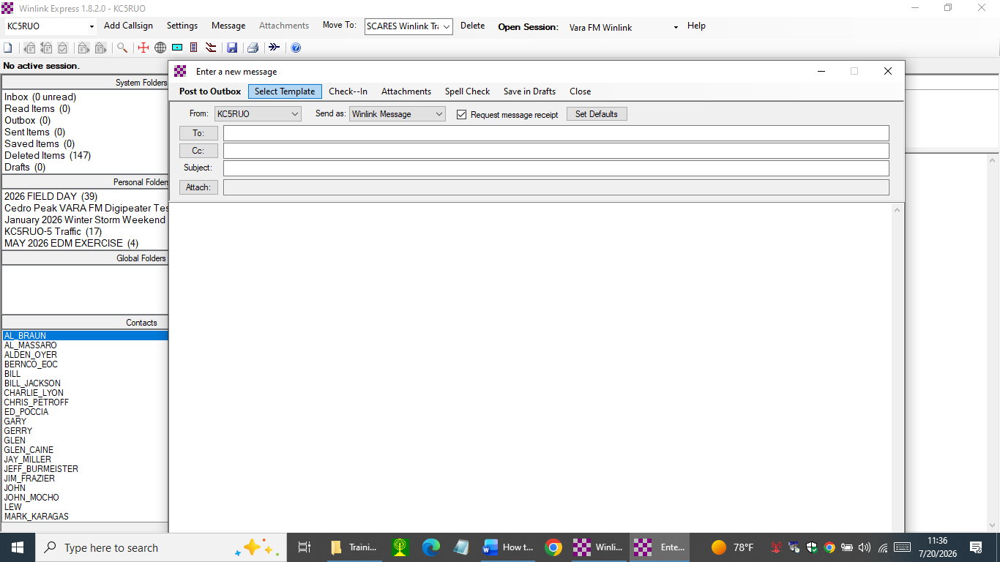 Winlink Express 1.8.2.0 - KC5RUO
KC5RUO Add Callsign Settings Message Attachments Move To: SCARES Winlink Tra Delete Open Session: Vara FM Winlink Help
No active session.
Enter a new message
Post to Outbox Select Template Check--In Attachments Spell Check Save in Drafts Close
From: KC5RUO Send as: Winlink Message Request message receipt Set Defaults
To:
Cc:
Subject:
Attach:
System Folders
Inbox (0 unread)
Read Items (0)
Outbox (0)
Sent Items (0)
Saved Items (0)
Deleted Items (147)
Drafts (0)
Personal Folders
2026 FIELD DAY (39)
Cedro Peak VARA FM Digipeater Tes
January 2026 Winter Storm Weekend
KC5RUO-5 Traffic (17)
MAY 2026 EDM EXERCISE (4)
Global Folders
Contacts
AL_BRAUN
AL_MASSARO
ALDEN_OYER
BERNCO_EOC
BILL
BILL_JACKSON
CHARLIE_LYON
CHRIS_PETROFF
ED_POCCIA
GARY
GERRY
GLEN
GLEN_CAINE
JAY_MILLER
JEFF_BURMEISTER
JIM_FRAZIER
JOHN
JOHN_MOCHO
LEW
MARK_KARAGAS
Type here to search Traini... How t... Winli... Ente... 78°F 11:36
7/20/2026